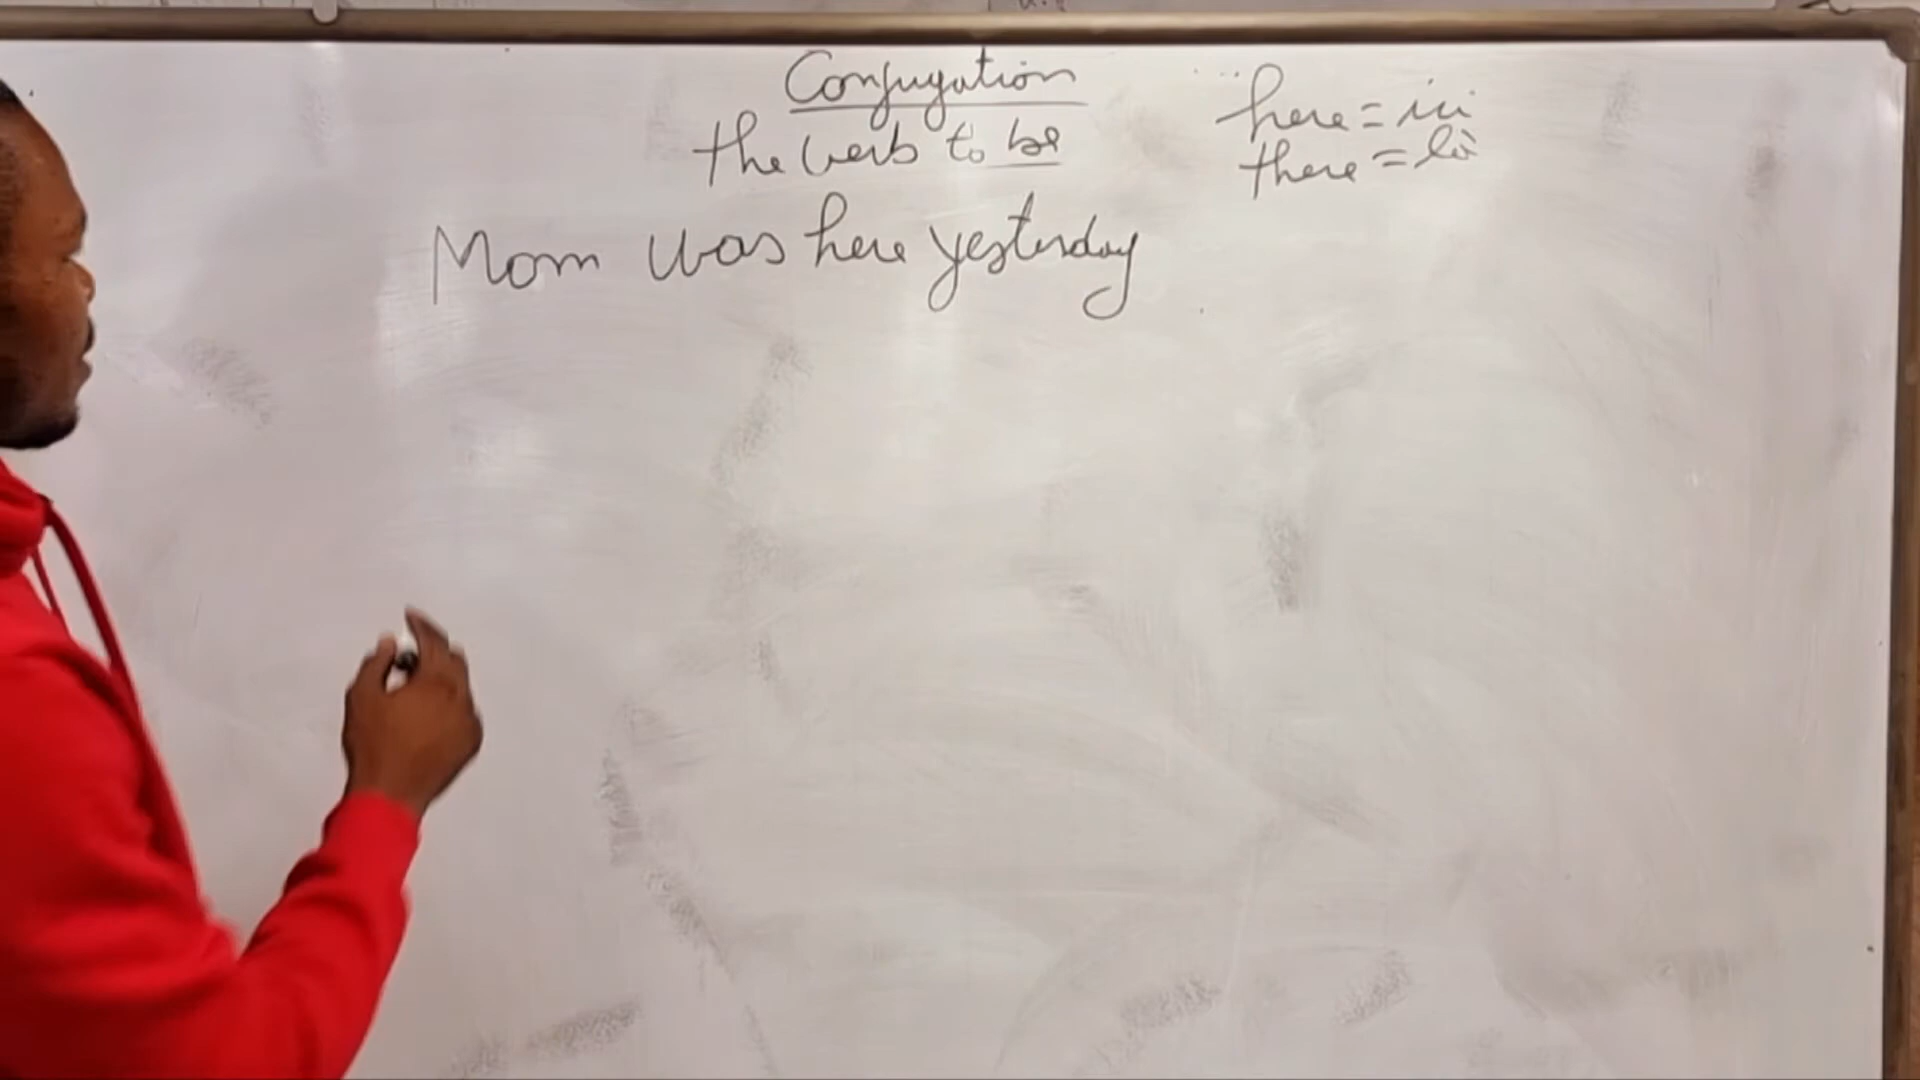 Conjugation
the verb to be
here = ici
there = là
Mom was here yesterday